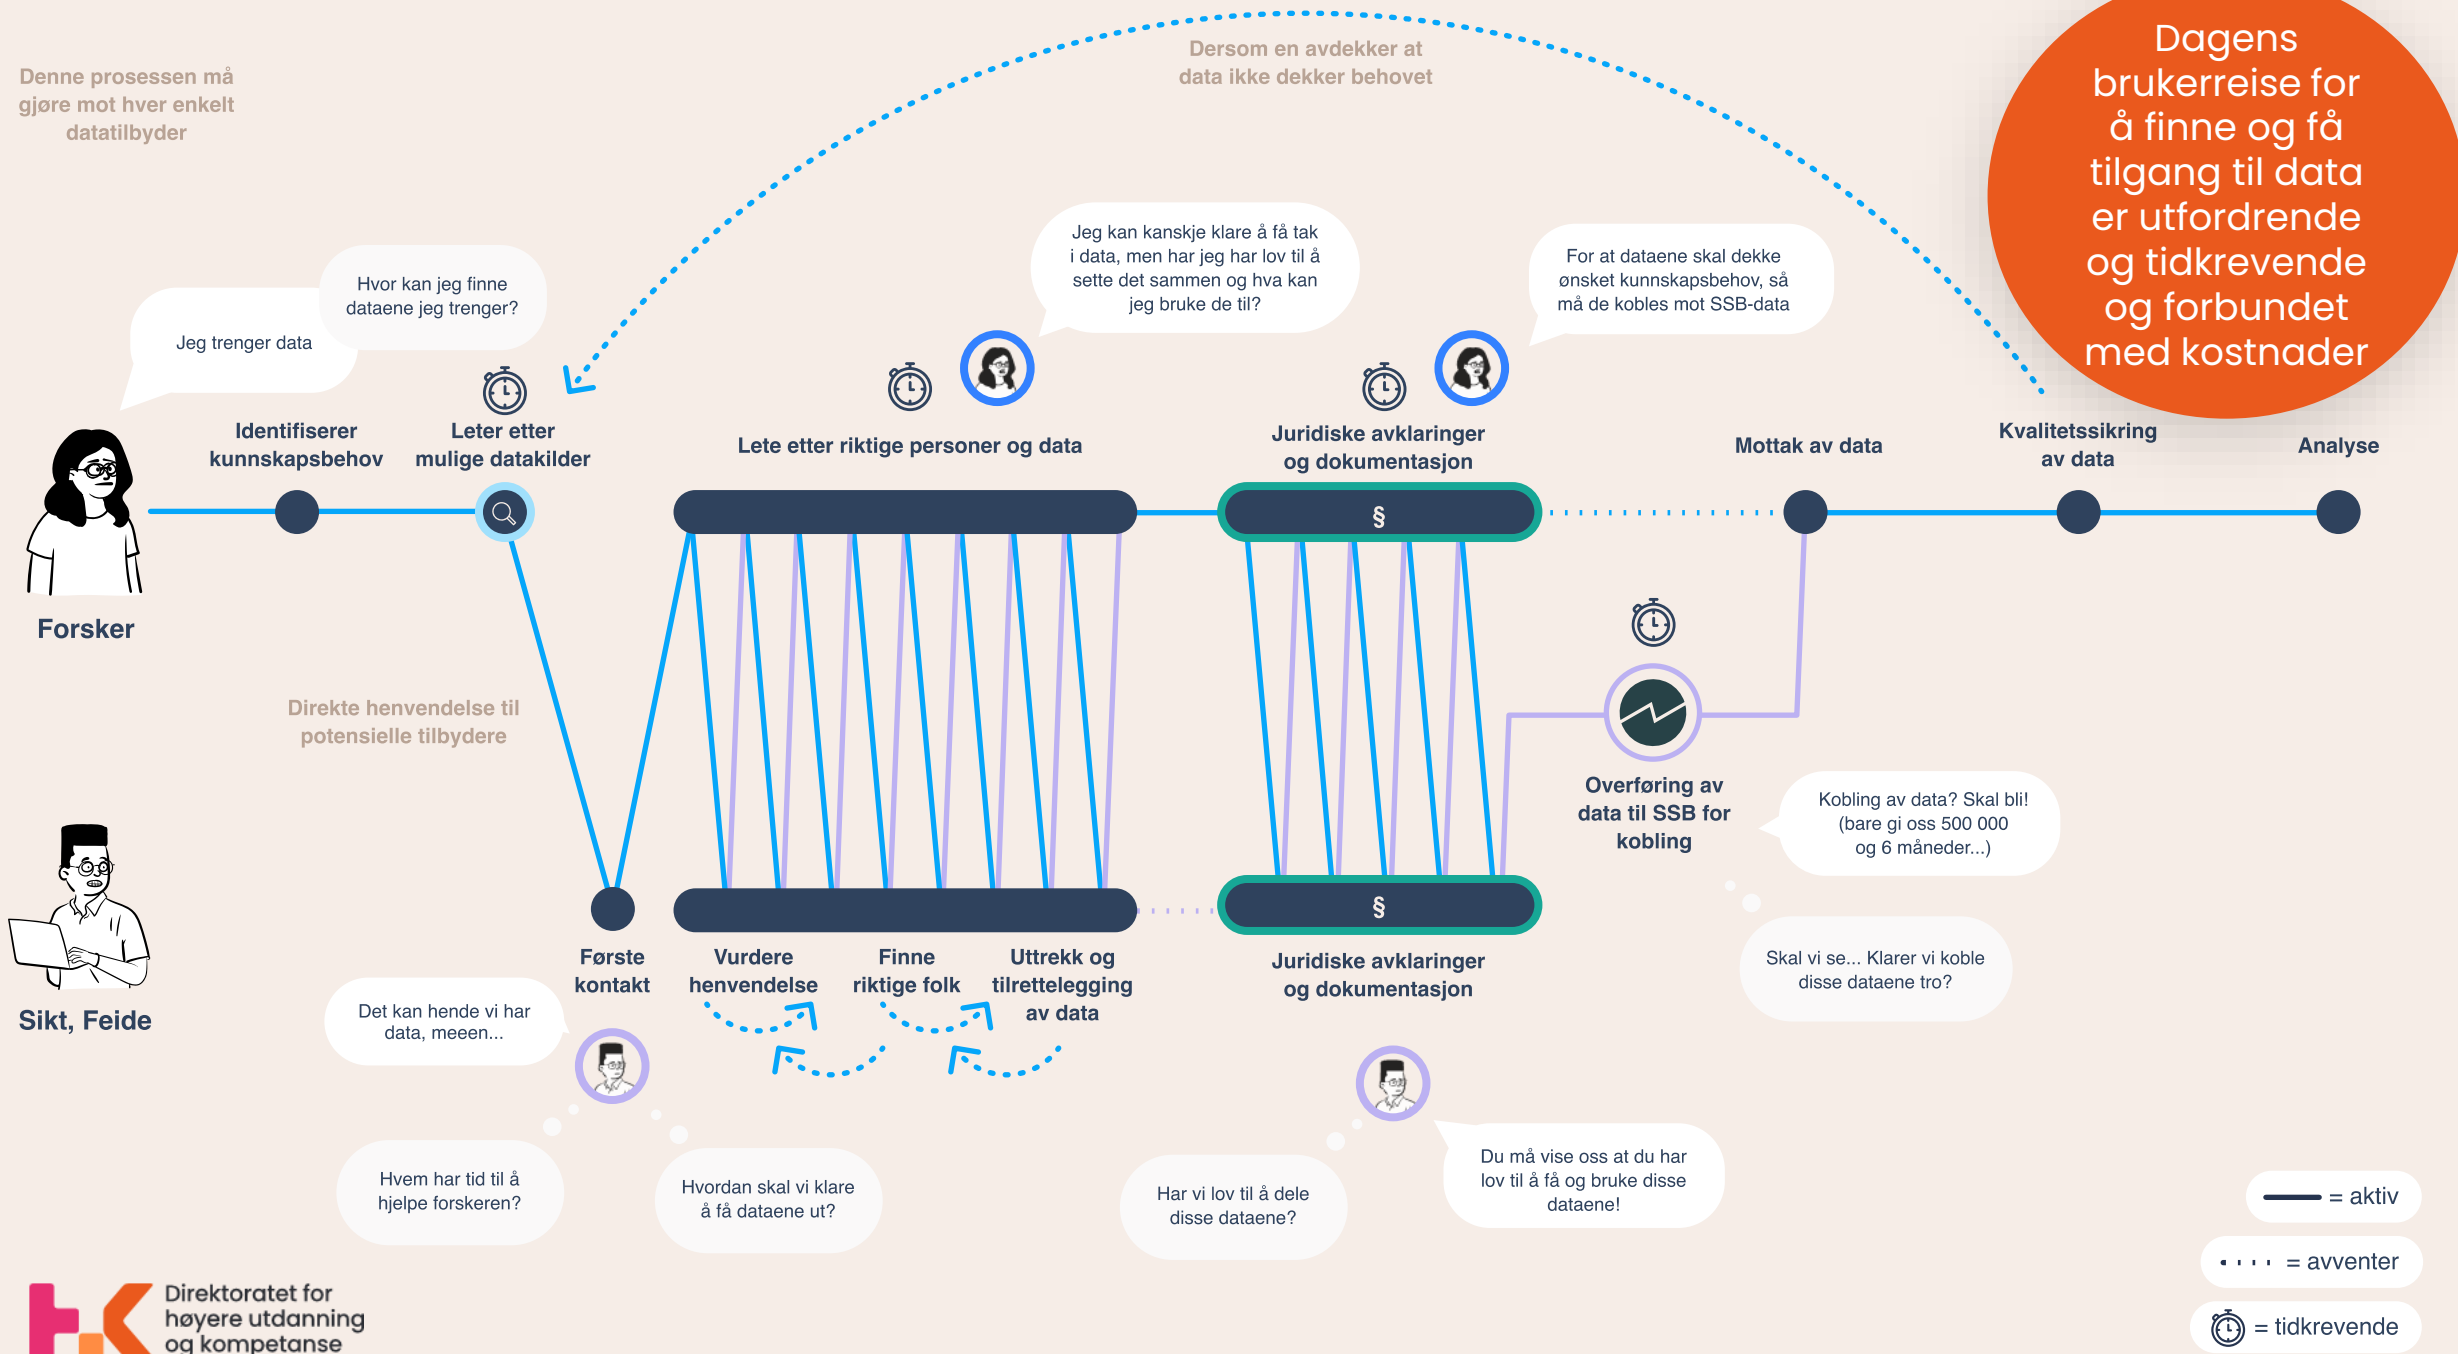 Denne prosessen må
gjøre mot hver enkelt
datatilbyder
Dersom en avdekker at
data ikke dekker behovet
Dagens
brukerreise for
å finne og få
tilgang til data
er utfordrende
og tidkrevende
og forbundet
med kostnader
Jeg trenger data
Hvor kan jeg finne
dataene jeg trenger?
Jeg kan kanskje klare å få tak
i data, men har jeg har lov til å
sette det sammen og hva kan
jeg bruke de til?
For at dataene skal dekke
ønsket kunnskapsbehov, så
må de kobles mot SSB-data
Identifiserer
kunnskapsbehov
Leter etter
mulige datakilder
Lete etter riktige personer og data
Juridiske avklaringer
og dokumentasjon
Mottak av data
Kvalitetssikring
av data
Analyse
§
Forsker
Direkte henvendelse til
potensielle tilbydere
Overføring av
data til SSB for
kobling
Kobling av data? Skal bli!
(bare gi oss 500 000
og 6 måneder...)
Skal vi se... Klarer vi koble
disse dataene tro?
§
Sikt, Feide
Første
kontakt
Vurdere
henvendelse
Finne
riktige folk
Uttrekk og
tilrettelegging
av data
Juridiske avklaringer
og dokumentasjon
Det kan hende vi har
data, meeen...
Hvem har tid til å
hjelpe forskeren?
Hvordan skal vi klare
å få dataene ut?
Har vi lov til å dele
disse dataene?
Du må vise oss at du har
lov til å få og bruke disse
dataene!
= aktiv
= avventer
= tidkrevende
Direktoratet for
høyere utdanning
og kompetanse